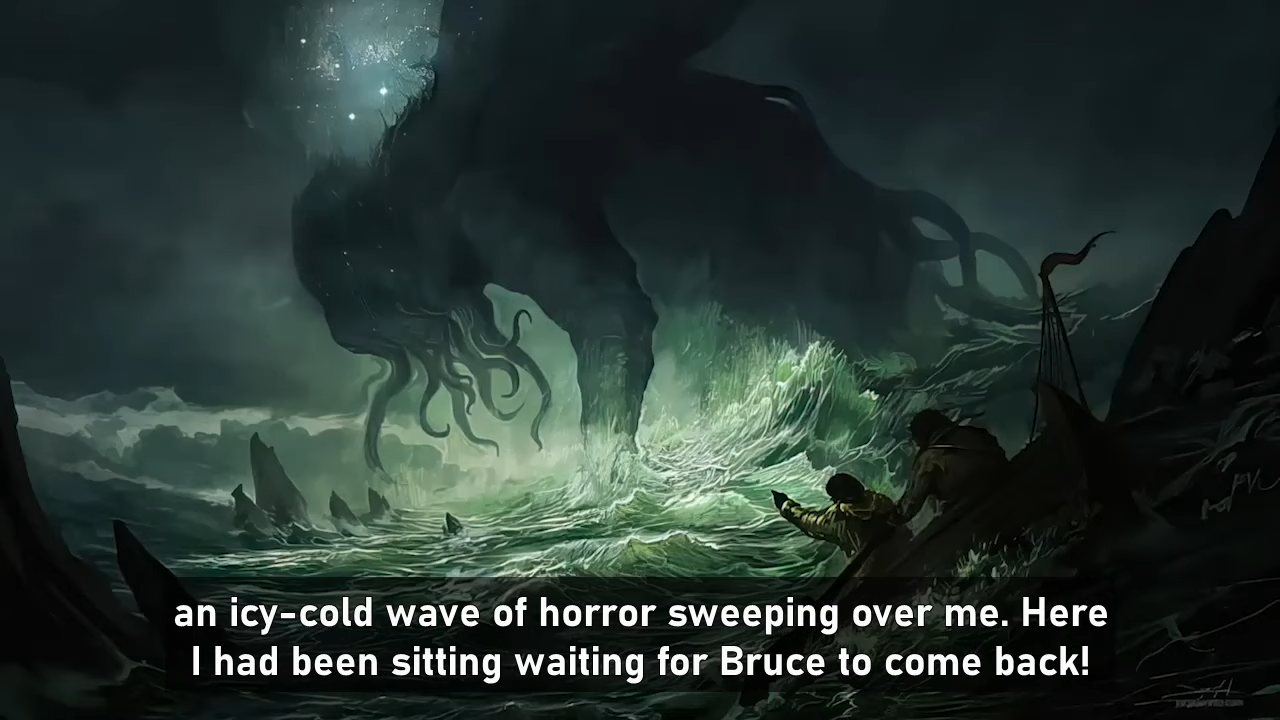 an icy-cold wave of horror sweeping over me. Here
I had been sitting waiting for Bruce to come back!